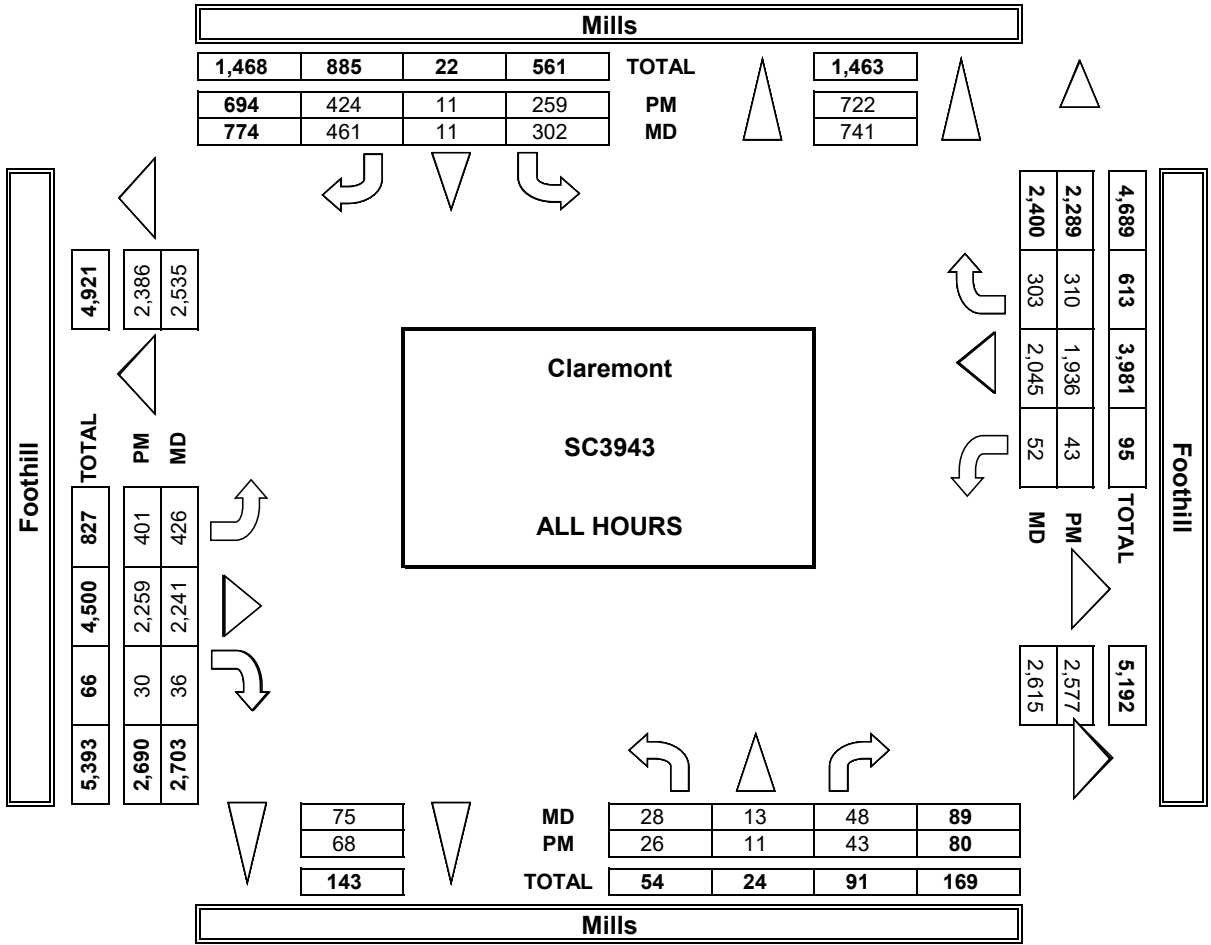 Mills
1,468 885 22 561 TOTAL 1,463
694 424 11 259 PM 722
774 461 11 302 MD 741
Foothill
4,921
2,386
2,535
TOTAL 827 4,500 66 5,393
PM 401 2,259 30 2,690
MD 426 2,241 36 2,703
Claremont
SC3943
ALL HOURS
4,689 613 3,981 95 TOTAL 5,192
2,289 310 1,936 43 PM 2,577
2,400 303 2,045 52 MD 2,615
Foothill
75 MD 28 13 48 89
68 PM 26 11 43 80
143 TOTAL 54 24 91 169
Mills